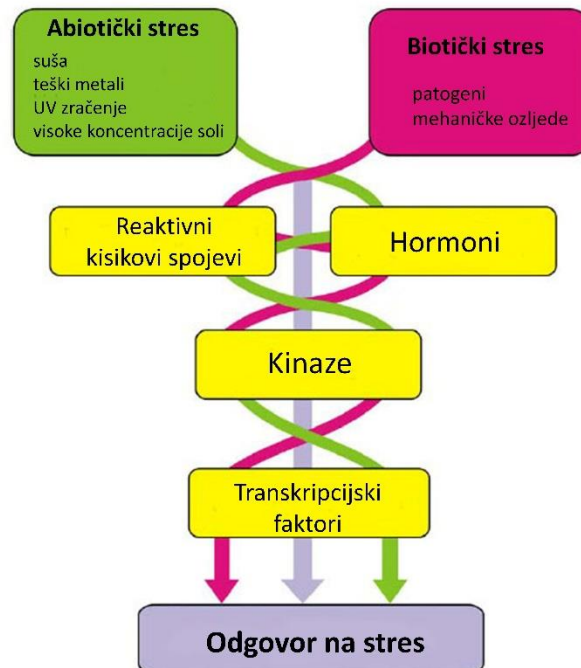 Abiotički stres
suša
teški metali
UV zračenje
visoke koncentracije soli
Biotički stres
patogeni
mehaničke ozljede
Reaktivni
kisikovi spojevi
Hormoni
Kinaze
Transkripcijski
faktori
Odgovor na stres